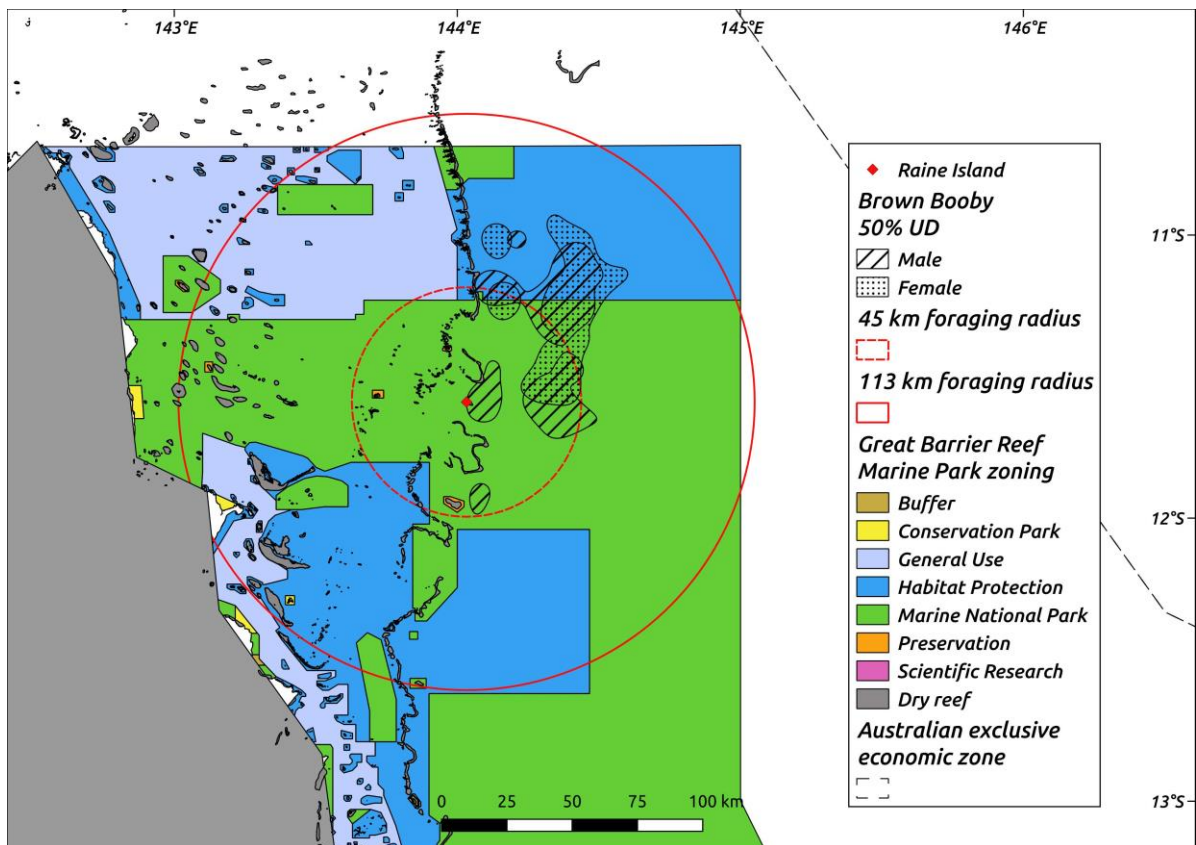 143°E 144°E 145°E 146°E
11°S
12°S
13°S
Raine Island
Brown Booby
50% UD
Male
Female
45 km foraging radius
113 km foraging radius
Great Barrier Reef
Marine Park zoning
Buffer
Conservation Park
General Use
Habitat Protection
Marine National Park
Preservation
Scientific Research
Dry reef
Australian exclusive
economic zone
0 25 50 75 100 km